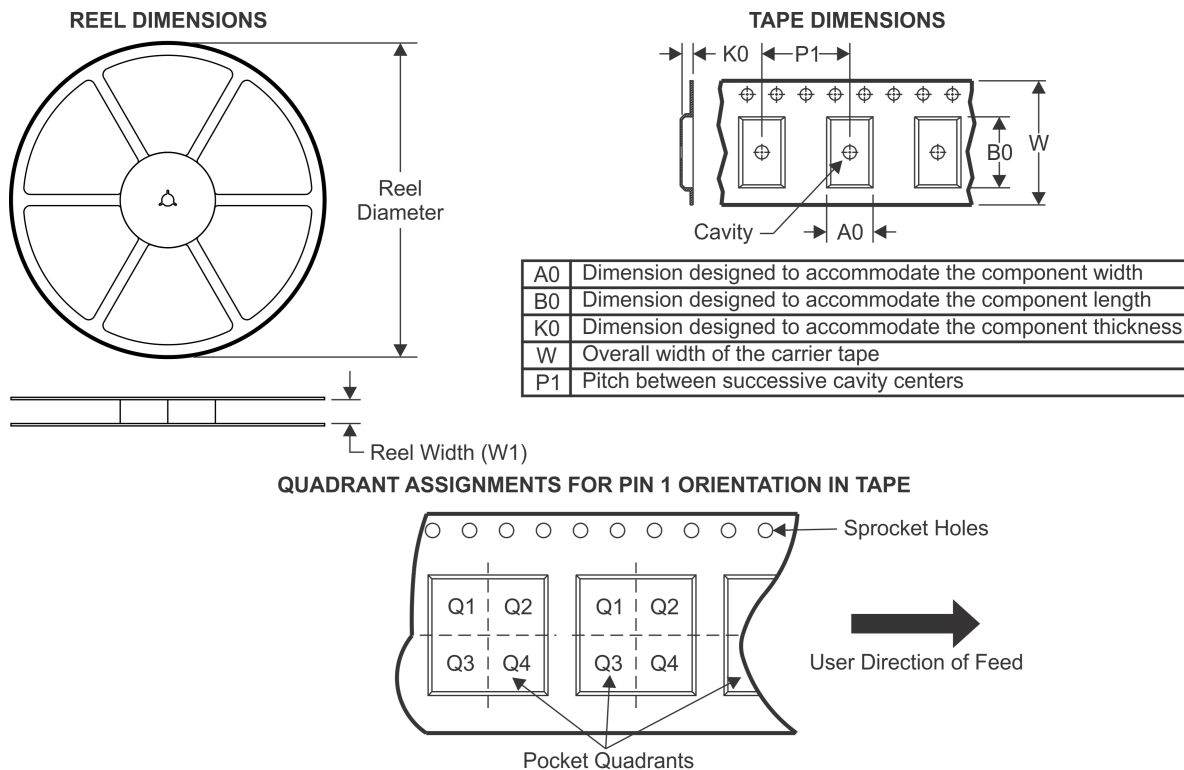 REEL DIMENSIONS
Reel
Diameter
Reel Width (W1)
TAPE DIMENSIONS
K0
P1
W
B0
Cavity
A0
A0 Dimension designed to accommodate the component width
B0 Dimension designed to accommodate the component length
K0 Dimension designed to accommodate the component thickness
W Overall width of the carrier tape
P1 Pitch between successive cavity centers
QUADRANT ASSIGNMENTS FOR PIN 1 ORIENTATION IN TAPE
Sprocket Holes
Q1 Q2 Q1 Q2
Q3 Q4 Q3 Q4
User Direction of Feed
Pocket Quadrants